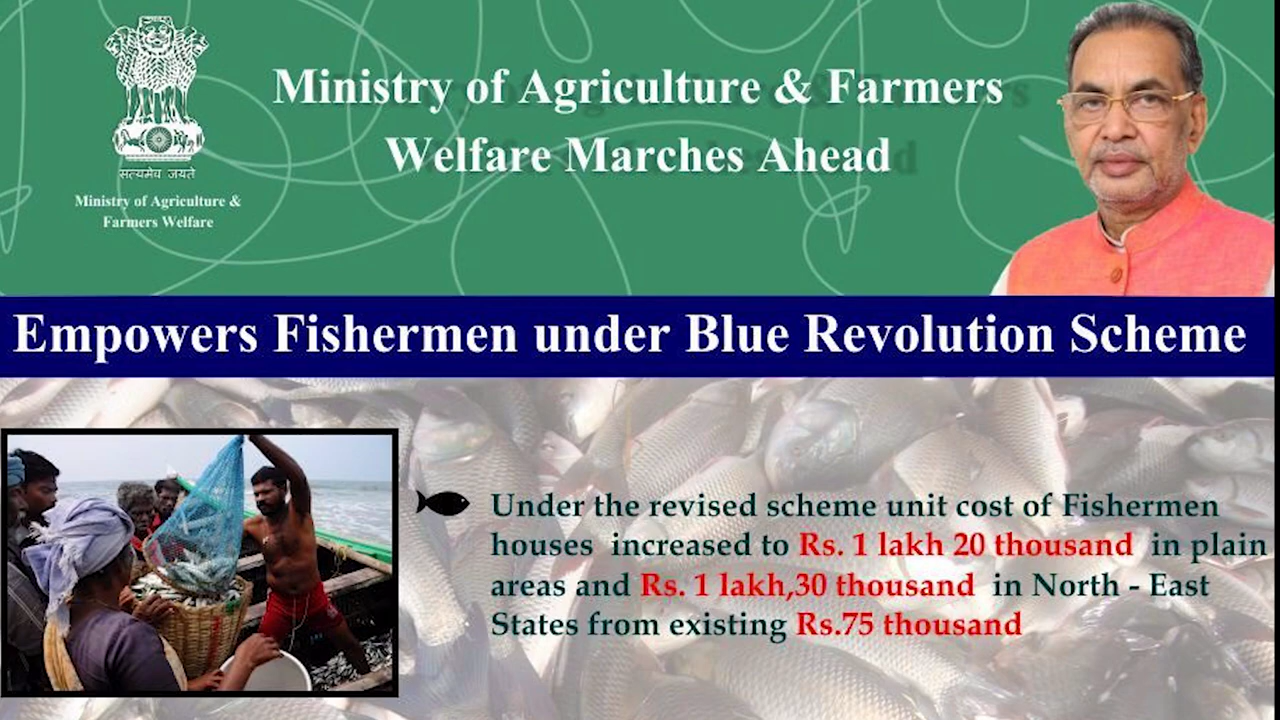 Ministry of Agriculture & Farmers
Welfare Marches Ahead
सत्यमेव जयते
Ministry of Agriculture &
Farmers Welfare
Empowers Fishermen under Blue Revolution Scheme
Under the revised scheme unit cost of Fishermen
houses increased to Rs. 1 lakh 20 thousand in plain
areas and Rs. 1 lakh,30 thousand in North - East
States from existing Rs.75 thousand